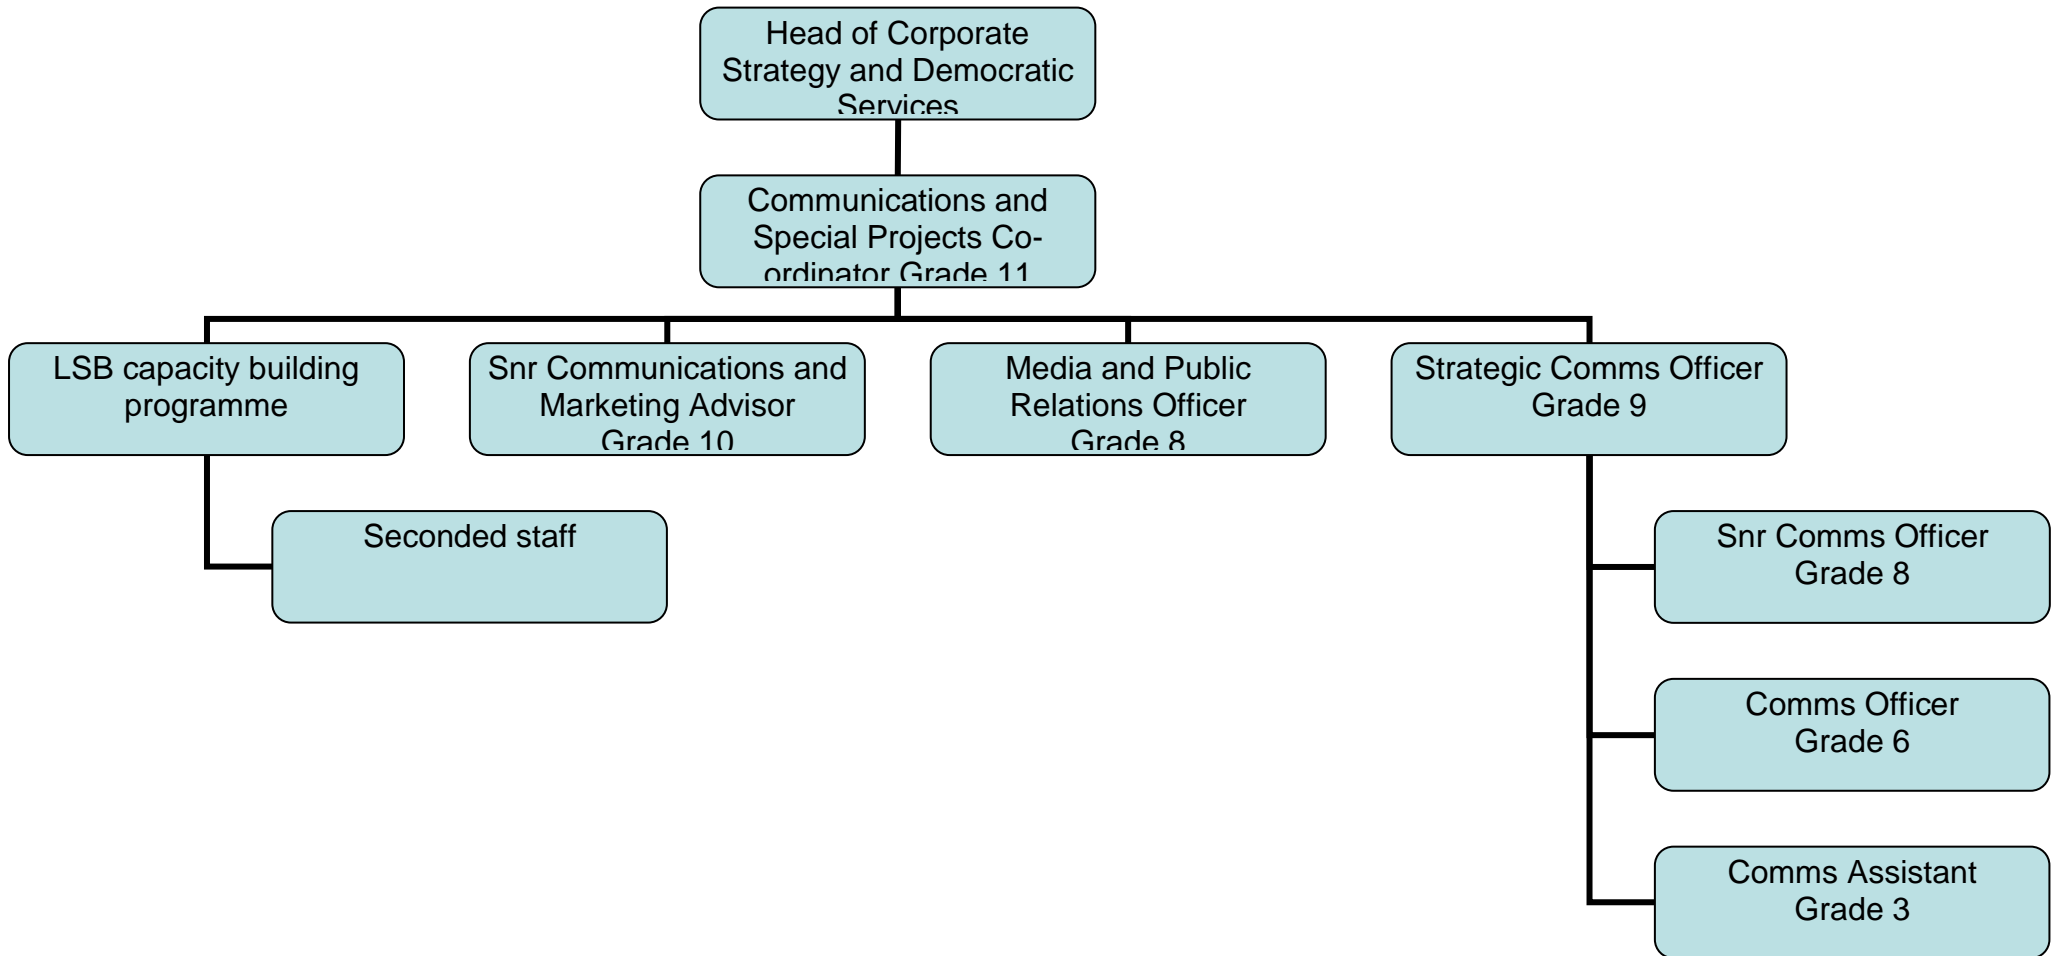 Head of Corporate
Strategy and Democratic
Services
Communications and
Special Projects Co-
ordinator Grade 11
LSB capacity building
programme
Snr Communications and
Marketing Advisor
Grade 10
Media and Public
Relations Officer
Grade 8
Strategic Comms Officer
Grade 9
Seconded staff
Snr Comms Officer
Grade 8
Comms Officer
Grade 6
Comms Assistant
Grade 3